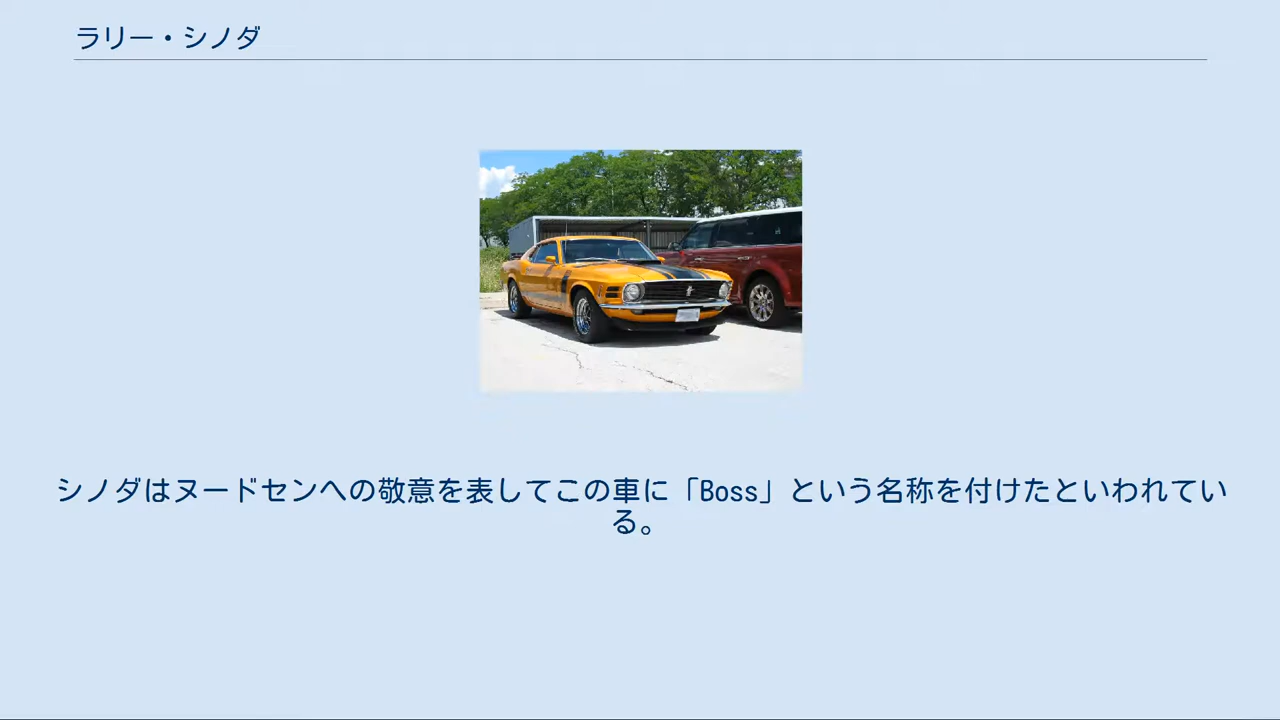 ラリー・シノダ
シノダはヌードセンへの敬意を表してこの車に「Boss」という名称を付けたといわれてい
る。